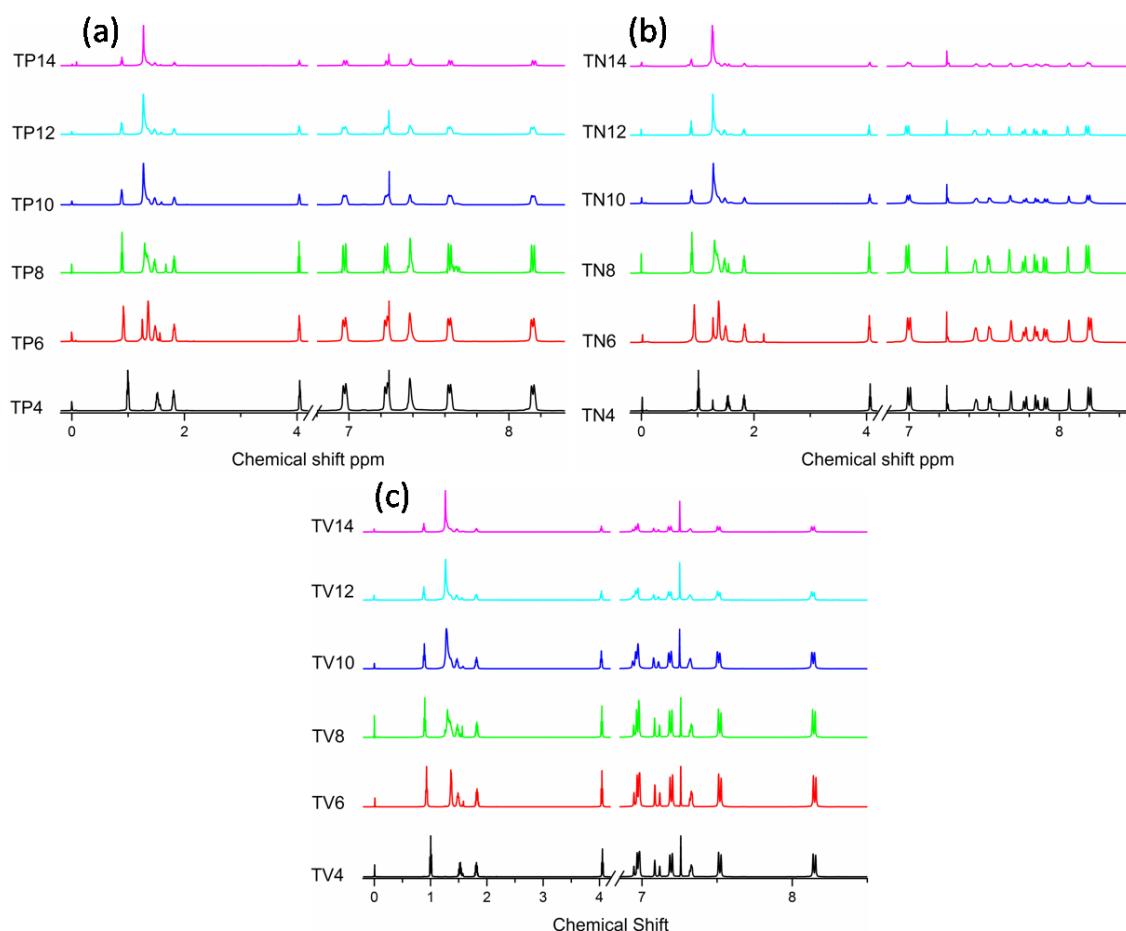 (a)
TP14
TP12
TP10
TP8
TP6
TP4
0 2 4 7 8
Chemical shift ppm
(b)
TN14
TN12
TN10
TN8
TN6
TN4
0 2 4 7 8
Chemical shift ppm
(c)
TV14
TV12
TV10
TV8
TV6
TV4
0 1 2 3 4 7 8
Chemical Shift